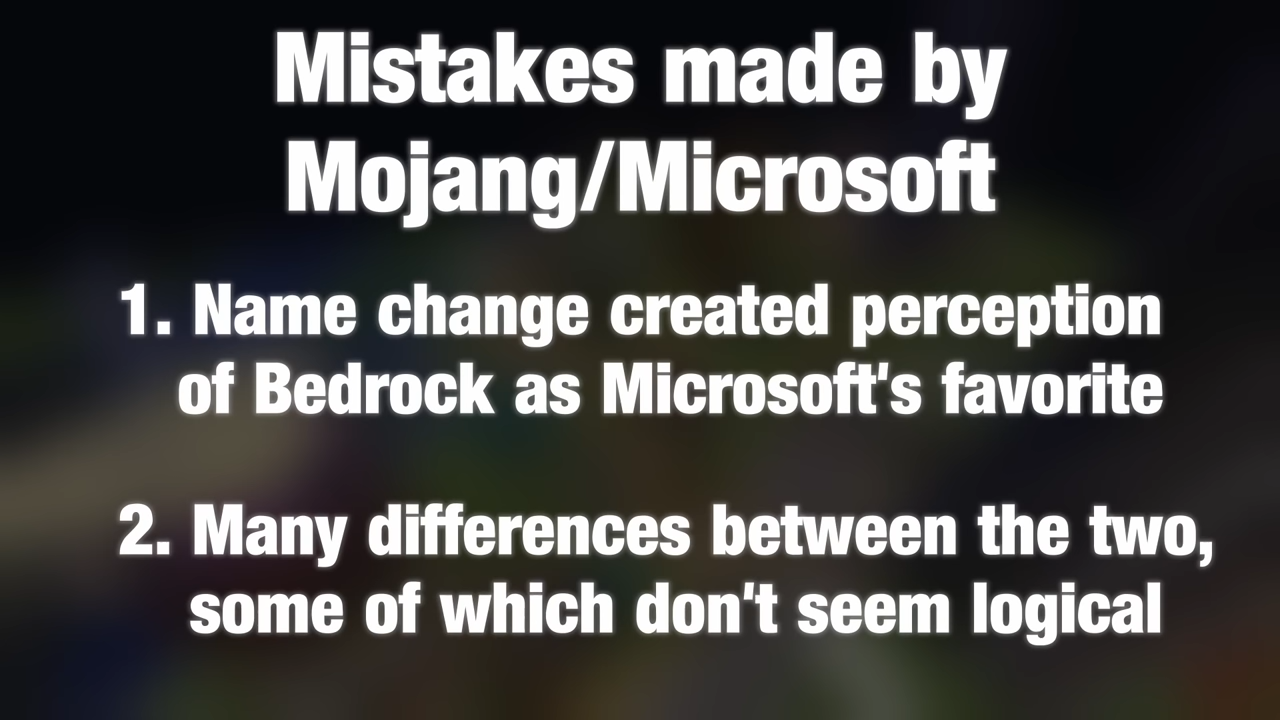 Mistakes made by
Mojang/Microsoft
1. Name change created perception
of Bedrock as Microsoft's favorite
2. Many differences between the two,
some of which don't seem logical